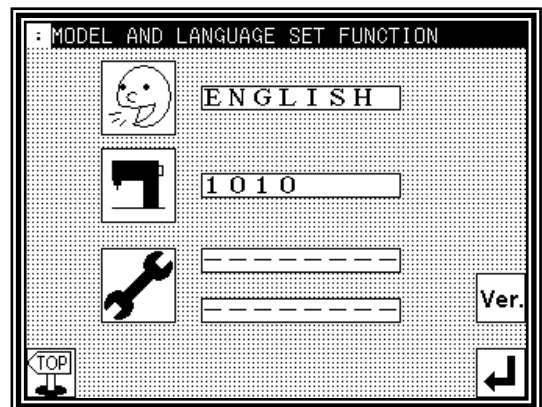 : MODEL AND LANGUAGE SET FUNCTION
ENGLISH
1010
--------
--------
Ver.
TOP